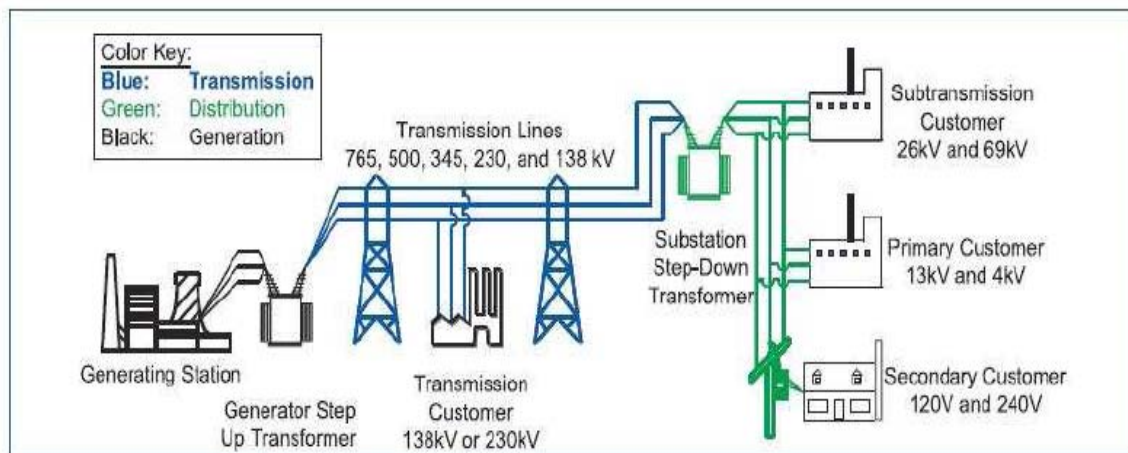 Color Key:
Blue: Transmission
Green: Distribution
Black: Generation
Transmission Lines
765, 500, 345, 230, and 138 kV
Subtransmission
Customer
26kV and 69kV
Substation
Step-Down
Transformer
Primary Customer
13kV and 4kV
Generating Station
Generator Step
Up Transformer
Transmission
Customer
138kV or 230kV
Secondary Customer
120V and 240V